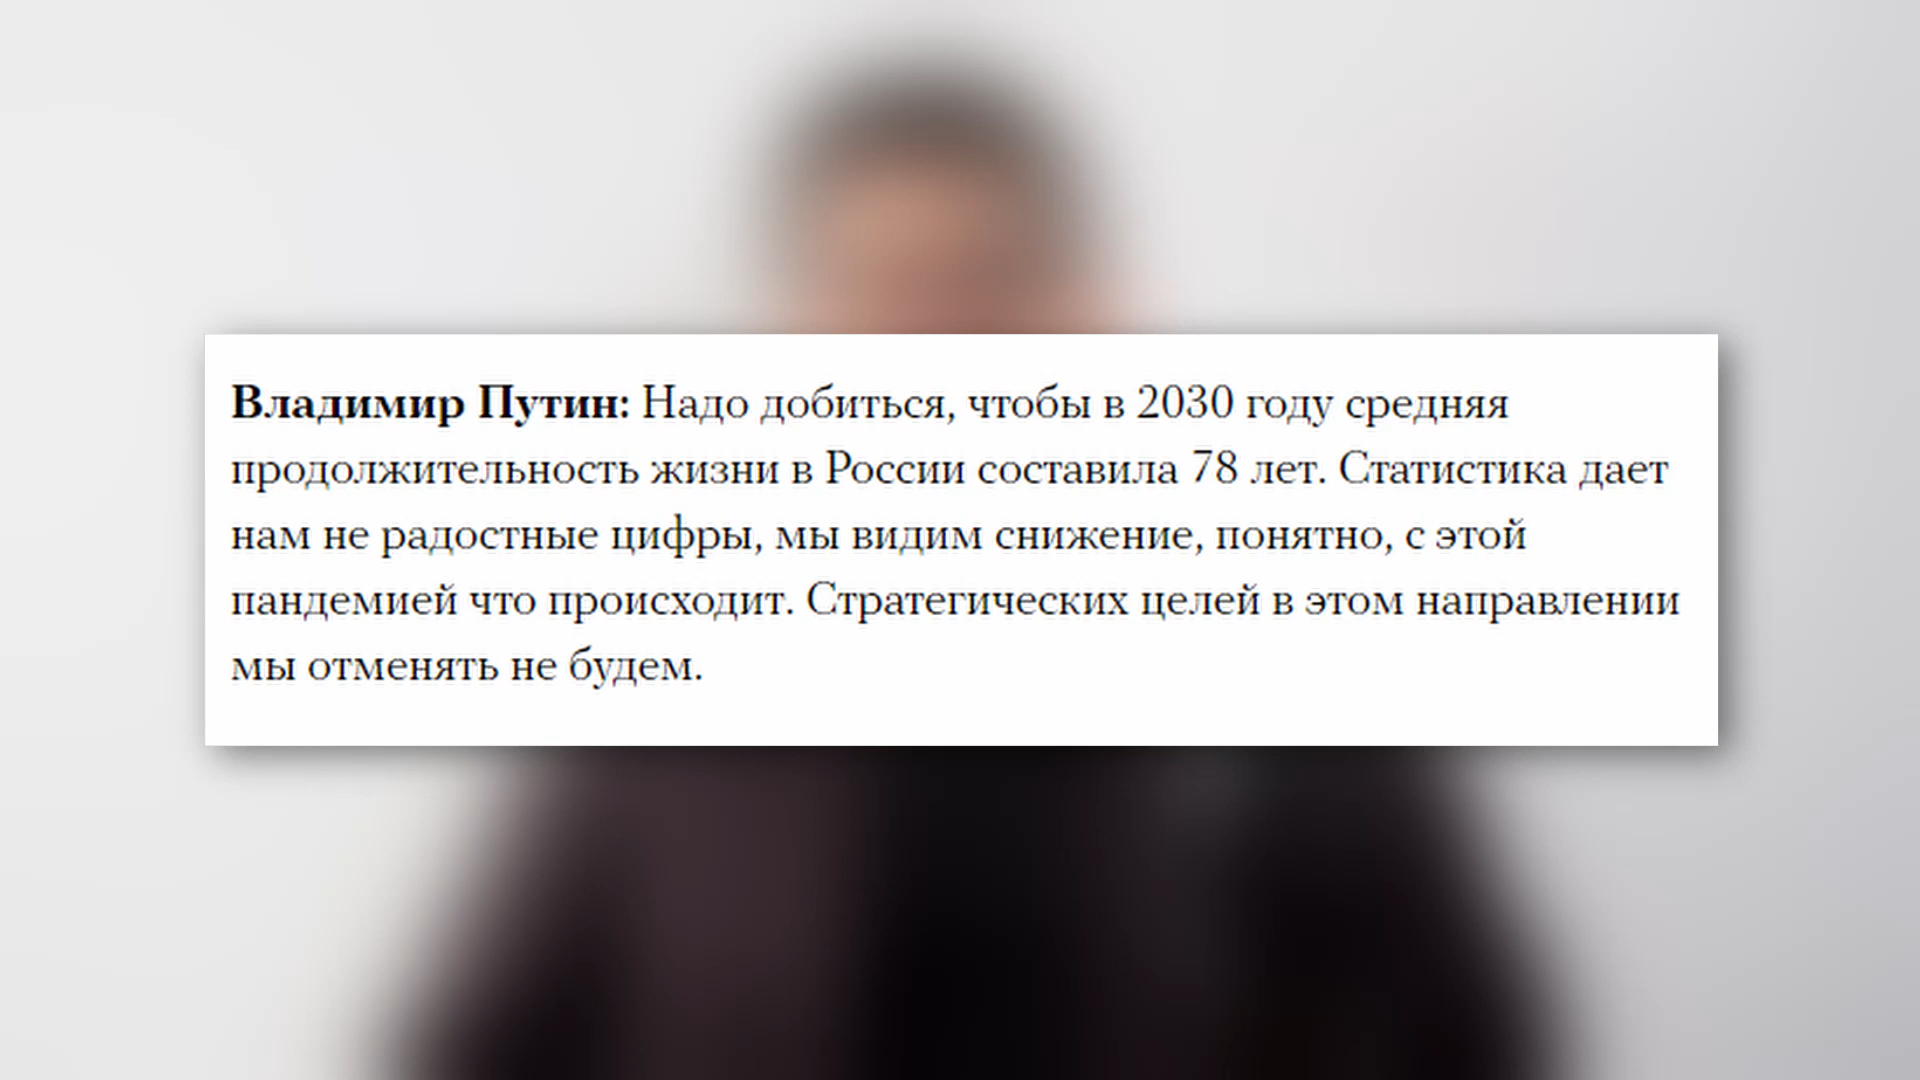 Владимир Путин: Надо добиться, чтобы в 2030 году средняя
продолжительность жизни в России составила 78 лет. Статистика дает
нам не радостные цифры, мы видим снижение, понятно, с этой
пандемией что происходит. Стратегических целей в этом направлении
мы отменять не будем.